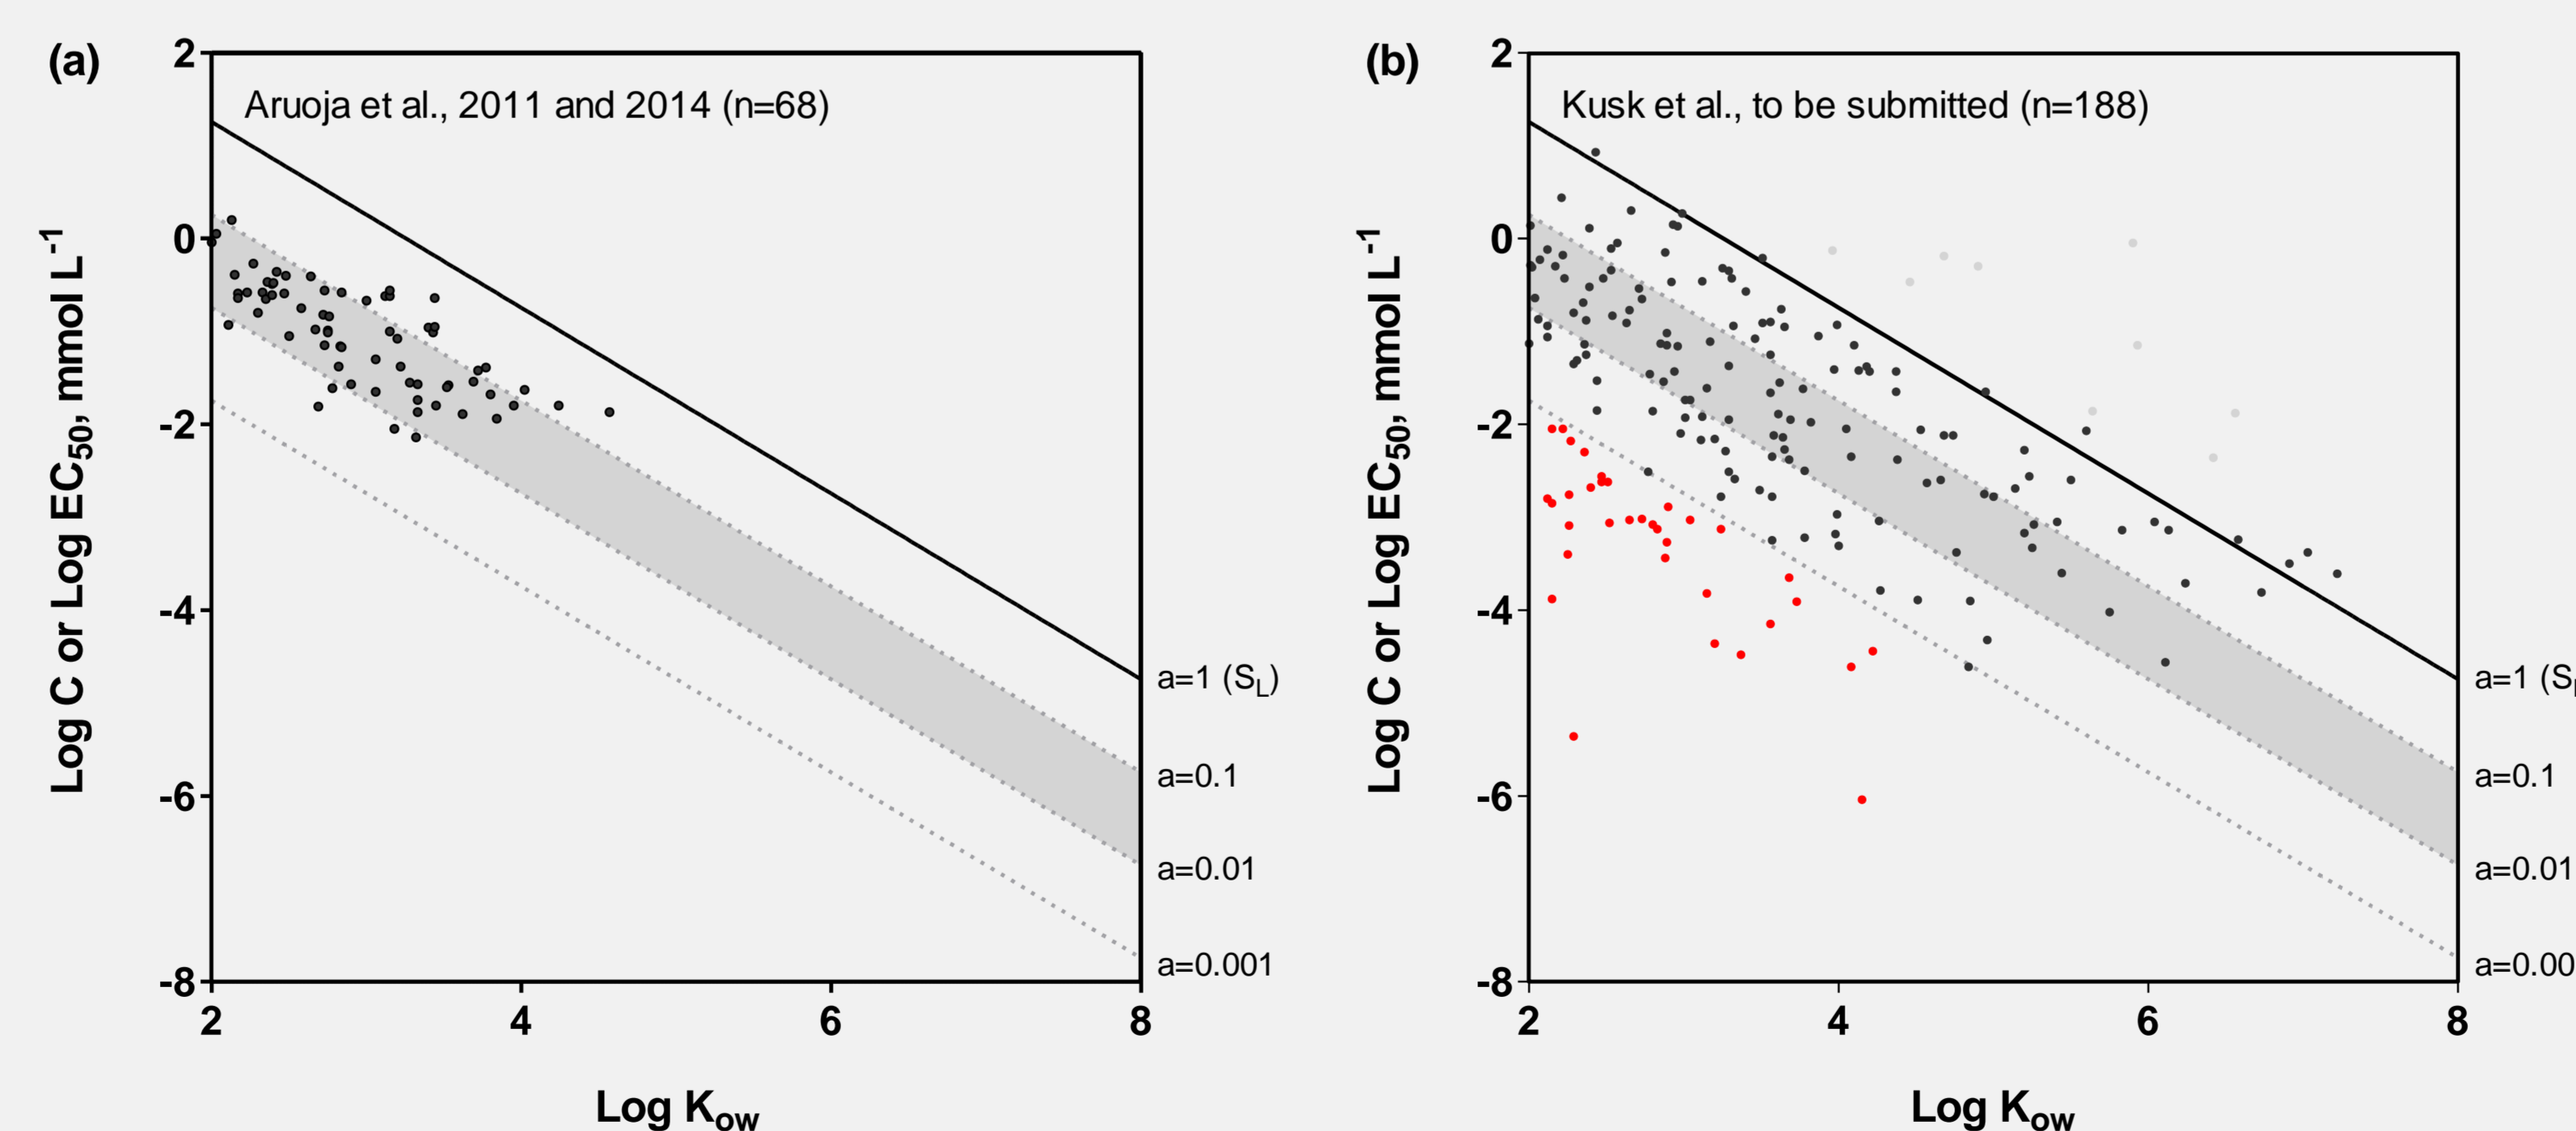 (a)
Aruoja et al., 2011 and 2014 (n=68)
Log C or Log EC50, mmol L-1
2
0
-2
-4
-6
-8
2 4 6 8
Log Kow
a=1 (SL)
a=0.1
a=0.01
a=0.001
(b)
Kusk et al., to be submitted (n=188)
Log C or Log EC50, mmol L-1
2
0
-2
-4
-6
-8
2 4 6 8
Log Kow
a=1 (S
a=0.1
a=0.01
a=0.00